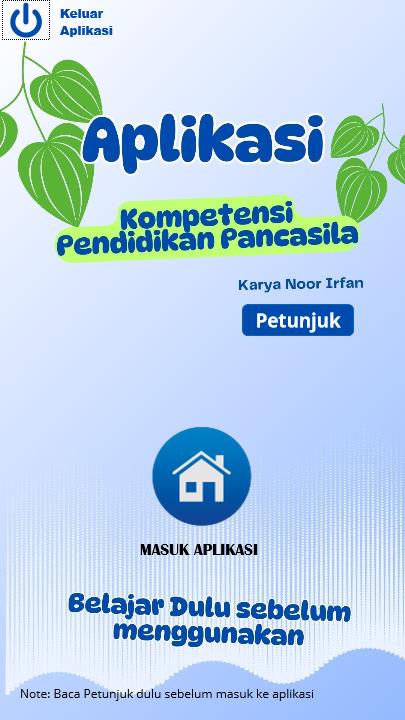 Keluar
Aplikasi
Aplikasi
Kompetensi
Pendidikan Pancasila
Karya Noor Irfan
Petunjuk
MASUK APLIKASI
Belajar Dulu sebelum
menggunakan
Note: Baca Petunjuk dulu sebelum masuk ke aplikasi